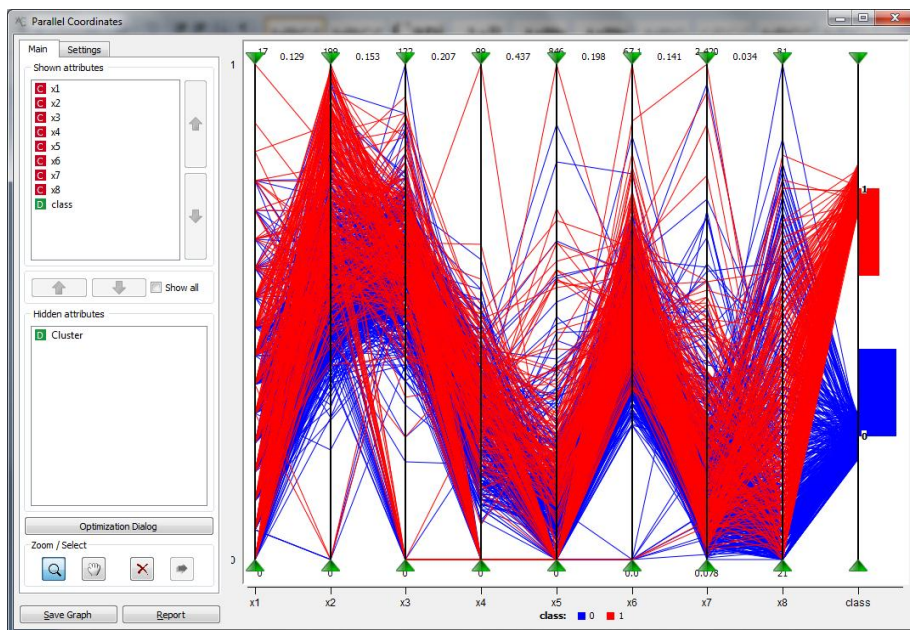 Parallel Coordinates
Main Settings
Shown attributes
C x1
C x2
C x3
C x4
C x5
C x6
C x7
C x8
D class
Show all
Hidden attributes
D Cluster
Optimization Dialog
Zoom / Select
Save Graph Report
17 199 122 99 846 67.1 2.420 81
0.129 0.153 0.207 0.437 0.198 0.141 0.034
1
1
0
0
0 0 0 0 0 0.0 0.078 21
x1 x2 x3 x4 x5 x6 x7 x8 class
class: 0 1